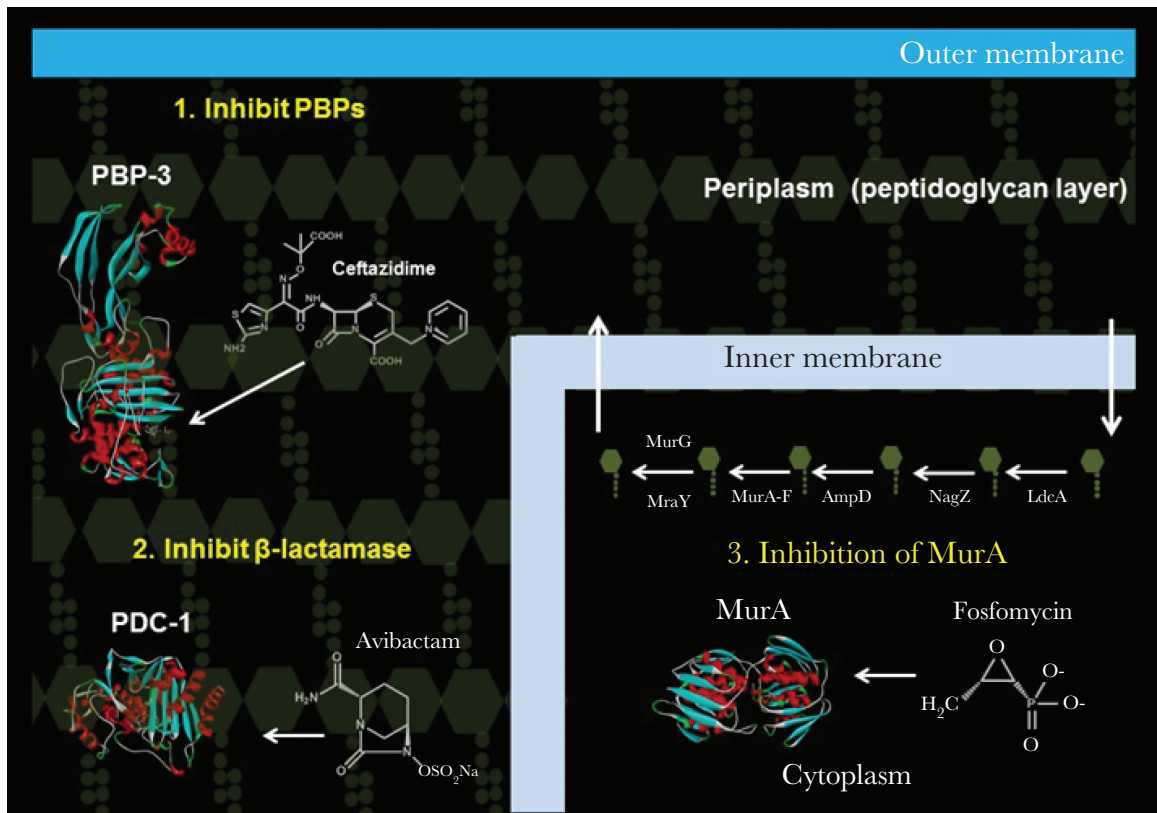 Outer membrane
1. Inhibit PBPs
PBP-3
Periplasm (peptidoglycan layer)
COOH
O
N
Ceftazidime
S
N
NH2
O
NH
S
O
N
N
COOH
Inner membrane
MurG
MraY
MurA-F
AmpD
NagZ
LdcA
2. Inhibit β-lactamase
3. Inhibition of MurA
PDC-1
Avibactam
O
H₂N
N
O
N
OSO₂Na
MurA
Fosfomycin
O
H₂C
P
O-
O-
O
Cytoplasm